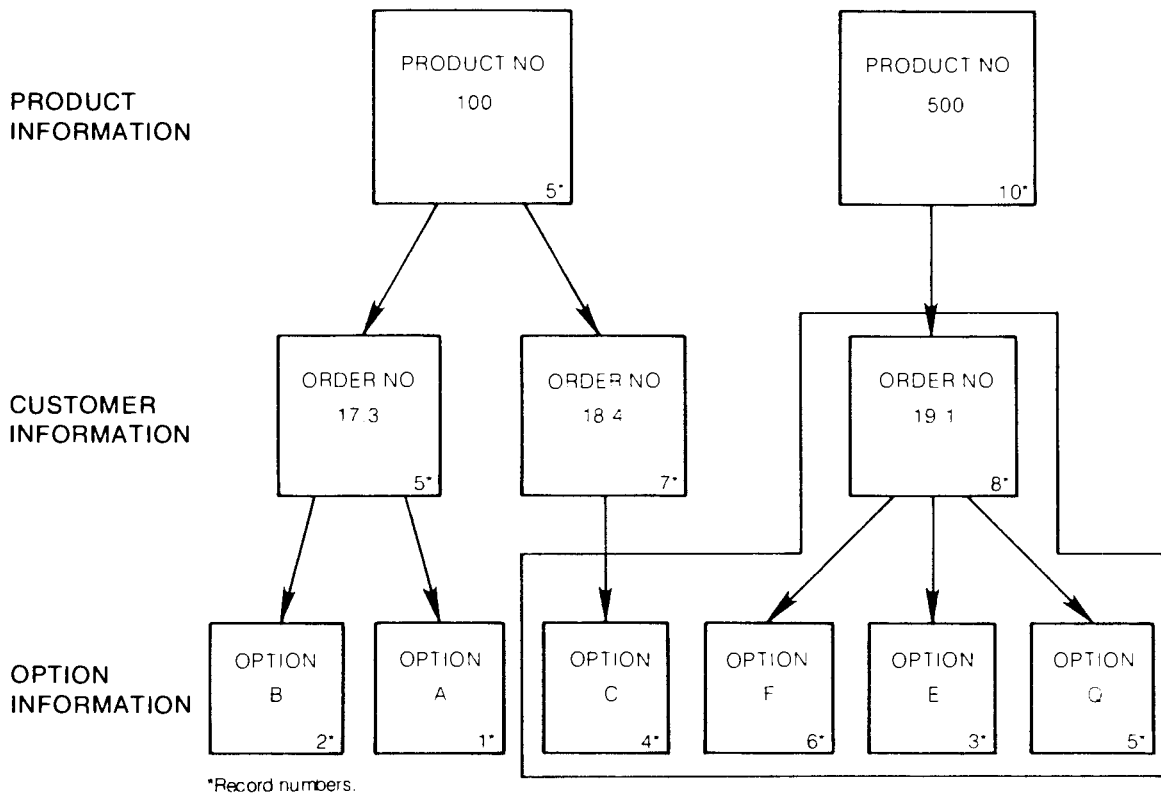 PRODUCT NO
100
5*
PRODUCT NO
500
10*
PRODUCT
INFORMATION
ORDER NO
17.3
5*
ORDER NO
18 4
7*
ORDER NO
19 1
8*
CUSTOMER
INFORMATION
OPTION
B
2*
OPTION
A
1*
OPTION
C
4*
OPTION
F
6*
OPTION
E
3*
OPTION
Q
5*
OPTION
INFORMATION
*Record numbers.